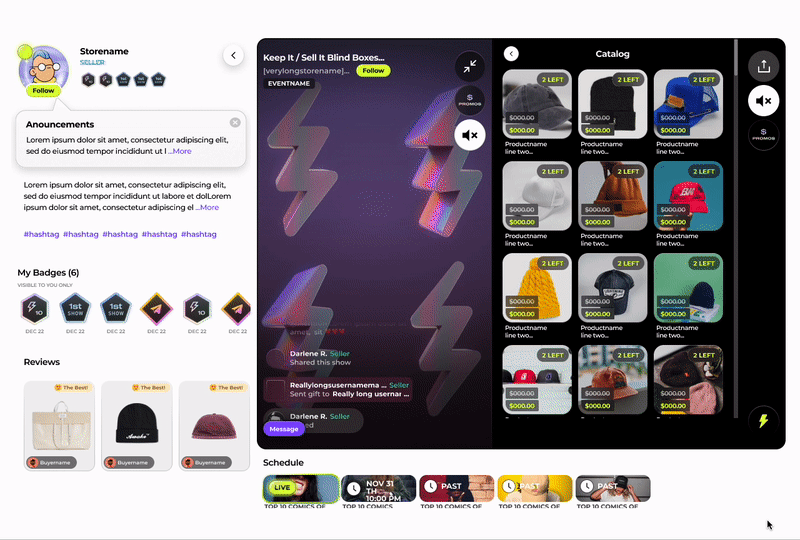 Storename
SELLER
1st SHOW
1st SHOW
1st SHOW
Follow
Anouncements
Lorem ipsum dolor sit amet, consectetur adipiscing elit,
sed do eiusmod tempor incididunt ut l ...More
Lorem ipsum dolor sit amet, consectetur adipiscing elit,
sed do eiusmod tempor incididunt ut labore et dolLorem
ipsum dolor sit amet, consectetur adipiscing el ...More
#hashtag #hashtag #hashtag #hashtag #hashtag
My Badges (6)
VISIBLE TO YOU ONLY
10
1st SHOW
1st SHOW
10
DEC 22
DEC 22
DEC 22
DEC 22
DEC 22
DEC 22
Reviews
The Best!
The Best!
The Best!
Awake
Buyername
Buyername
Buyername
Keep It / Sell It Blind Boxes...
[verylongstorename]... Follow
EVENTNAME
$
PROMOS
ames, sit
Darlene R. Seller
Shared this show
Reallylongusernamema ... Seller
Sent gift to Really long usernar ...
Darlene R. Seller
Message
Catalog
2 LEFT
2 LEFT
2 LEFT
$000.00
$000.00
$000.00
$000.00
$000.00
$000.00
Productname
line two...
Productname
line two...
Productname
line two...
2 LEFT
2 LEFT
2 LEFT
$000.00
$000.00
$000.00
$000.00
$000.00
$000.00
Productname
line two...
Productname
line two...
Productname
line two...
2 LEFT
2 LEFT
2 LEFT
$000.00
$000.00
$000.00
$000.00
$000.00
$000.00
Productname
line two...
Productname
line two...
Productname
line two...
2 LEFT
2 LEFT
2 LEFT
$000.00
$000.00
$000.00
$000.00
$000.00
$000.00
$
PROMOS
Schedule
LIVE
NOV 31
TH
10:00 PM
PAST
PAST
PAST
TOP 10 COMICS OF
TOP 10 COMICS
TOP 10 COMICS OF
TOP 10 COMICS OF
TOP 10 COMICS OF